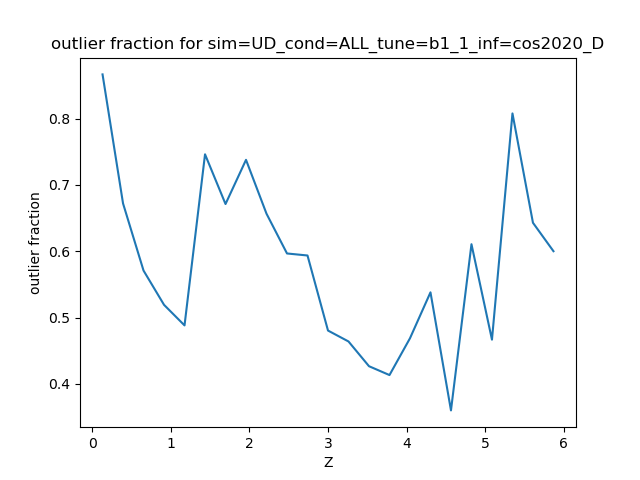 outlier fraction for sim=UD_cond=ALL_tune=b1_1_inf=cos2020_D
outlier fraction
0.8
0.7
0.6
0.5
0.4
0 1 2 3 4 5 6
Z